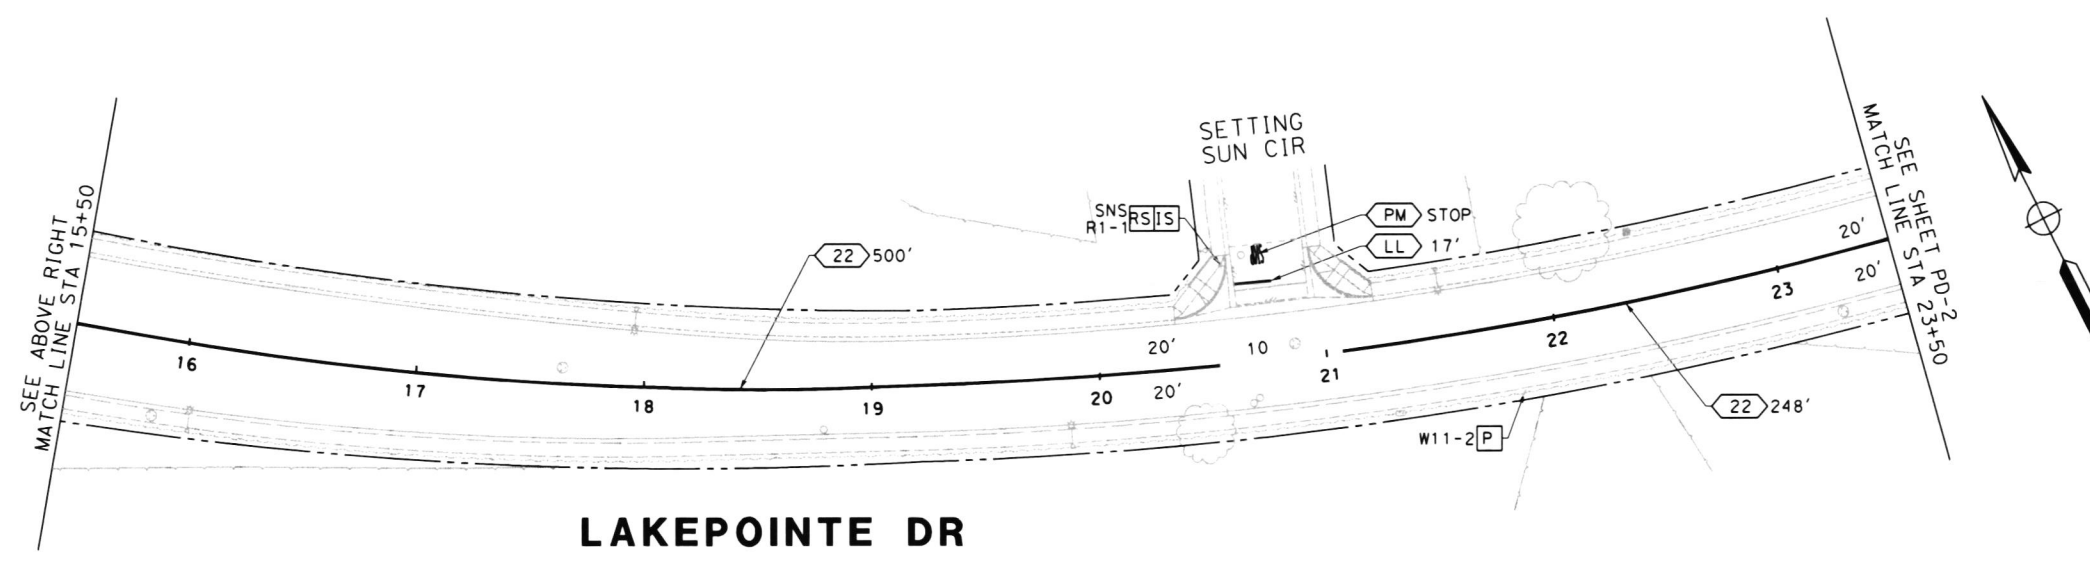 SETTING
SUN CIR
SNS
R1-1 RS IS
PM STOP
LL 17'
22 500'
SEE ABOVE RIGHT
MATCH LINE STA 15+50
SEE SHEET PD-2
MATCH LINE STA 23+50
16
17
18
19
20
20'
20'
10
21
22
23
20'
20'
22 248'
W11-2 P
LAKEPOINTE DR